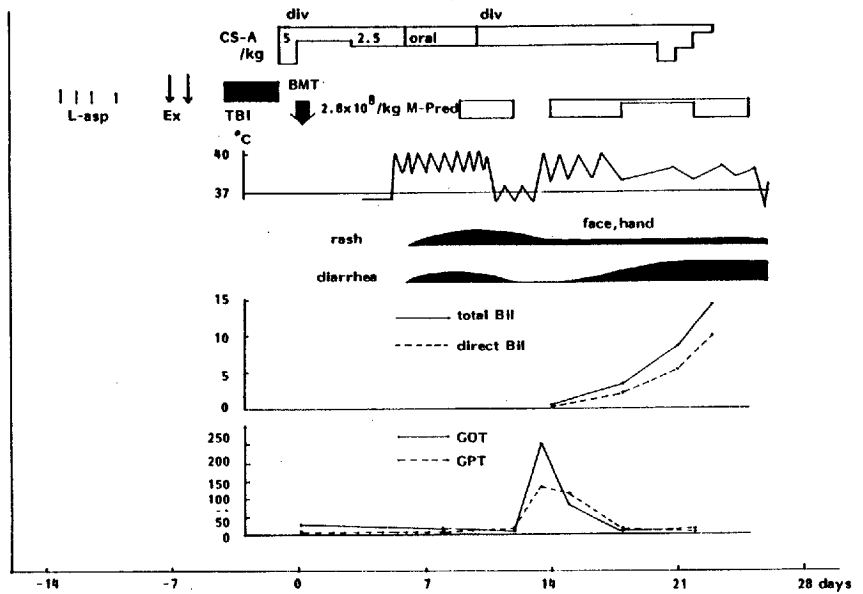 div div
CS-A /kg 5 2.5 oral
BMT
2.8x10⁸/kg M-Pred
L-asp Ex TBI
°C
40
37
face,hand
rash
diarrhea
15
10
5
0
total Bil
direct Bil
250
200
150
100
50
0
GOT
GPT
-14 -7 0 7 14 21 28 days